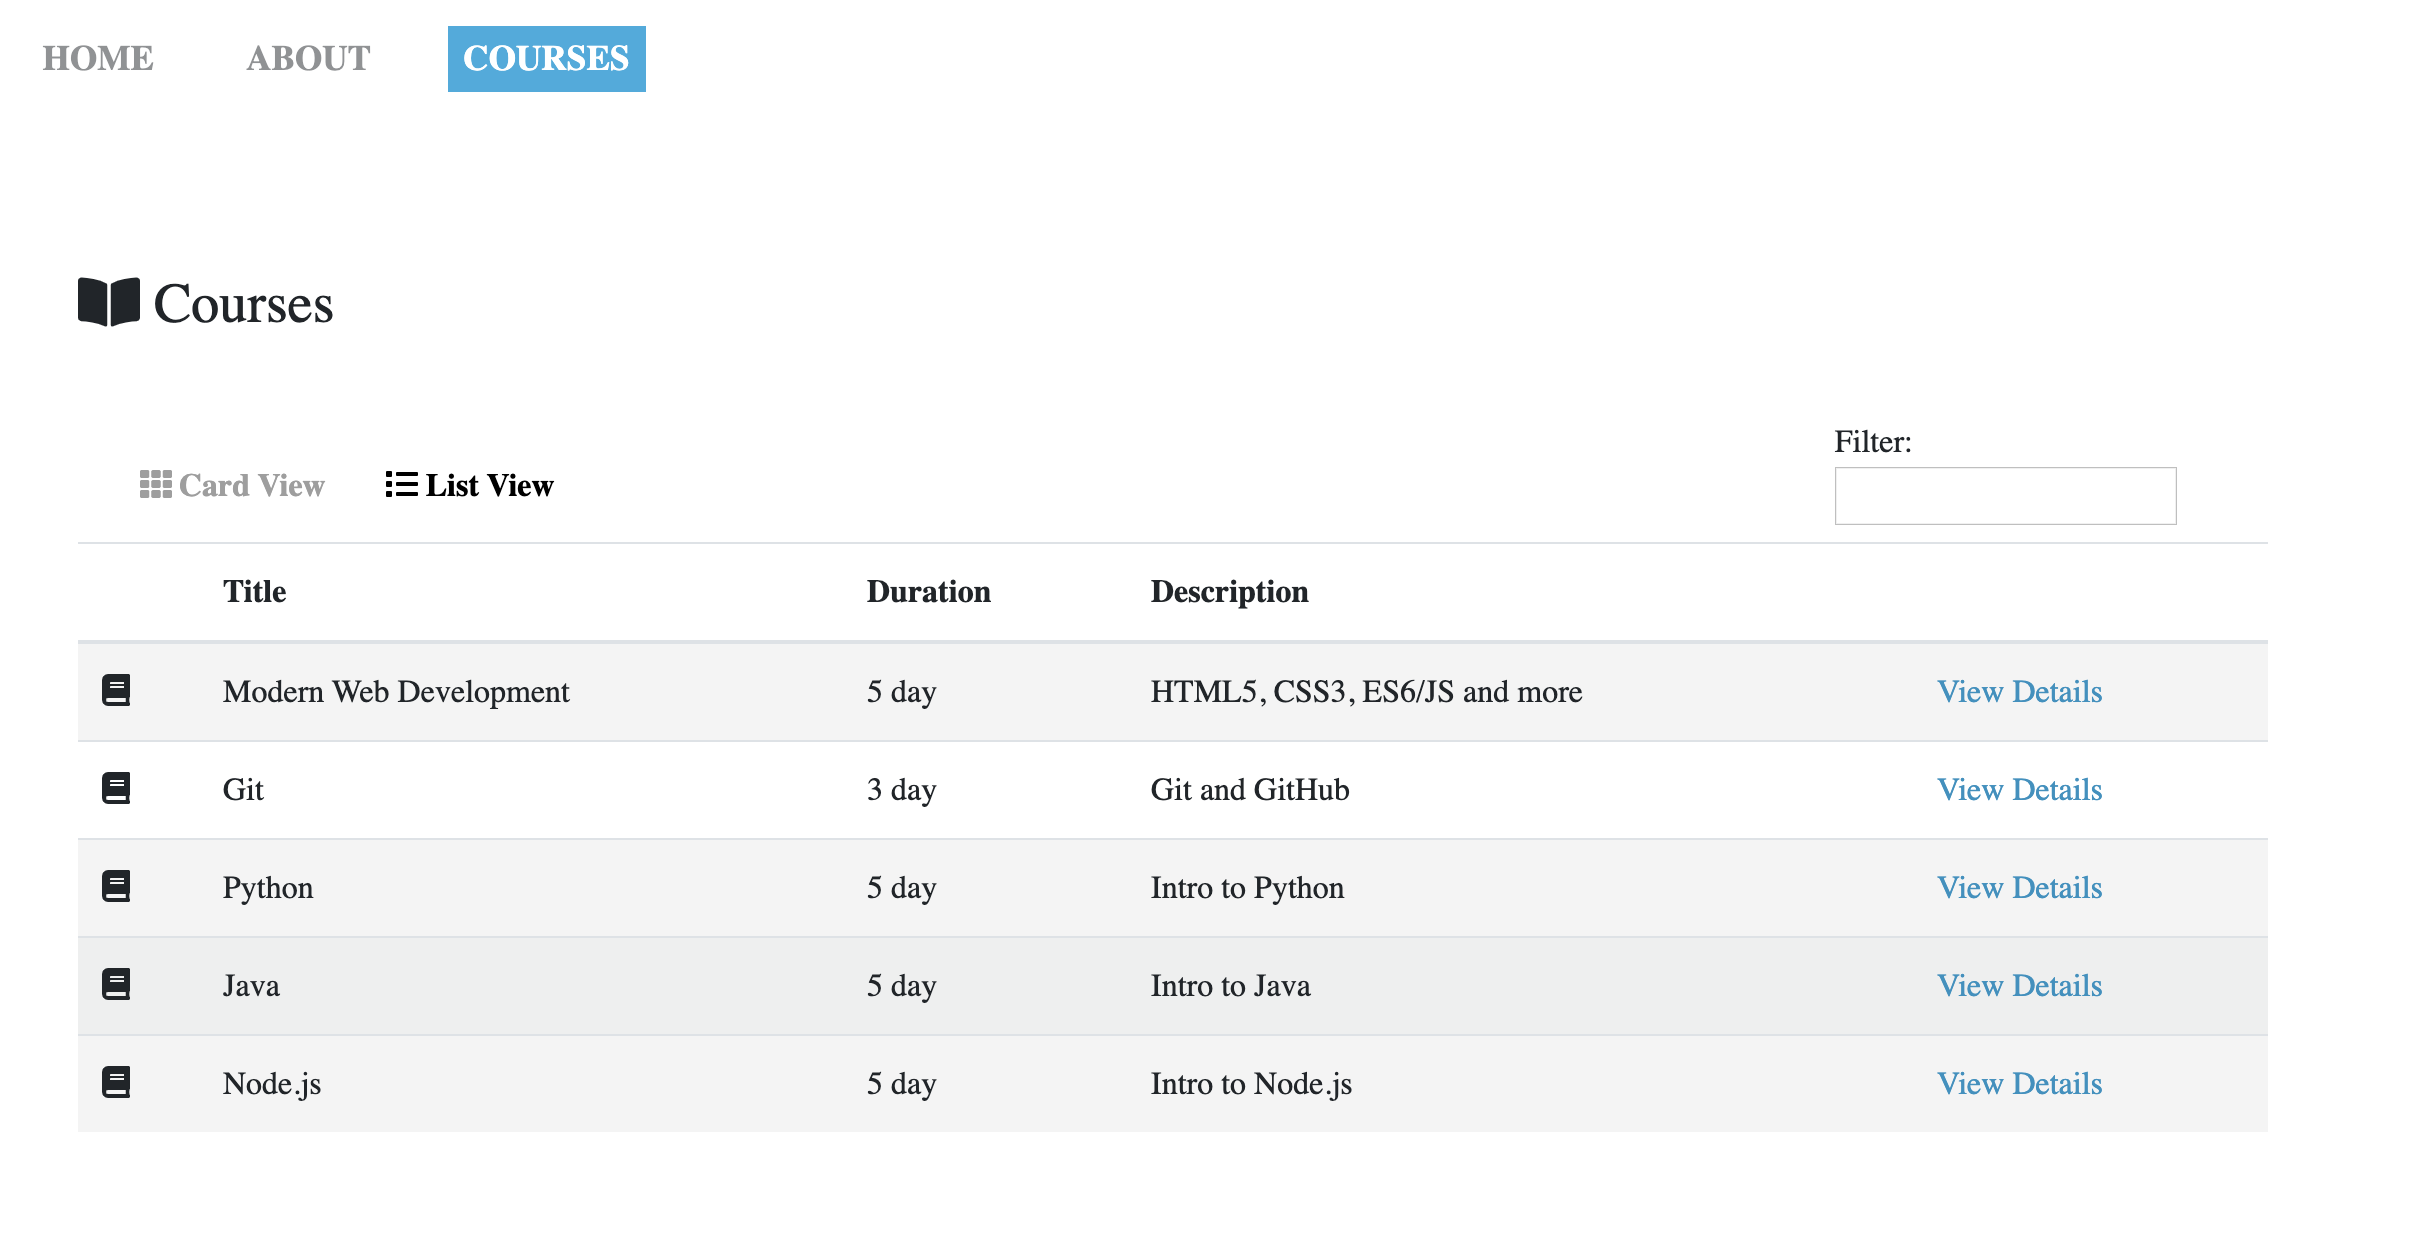 HOME ABOUT COURSES
Courses
Filter:
Card View List View
Title Duration Description
Modern Web Development 5 day HTML5, CSS3, ES6/JS and more View Details
Git 3 day Git and GitHub View Details
Python 5 day Intro to Python View Details
Java 5 day Intro to Java View Details
Node.js 5 day Intro to Node.js View Details